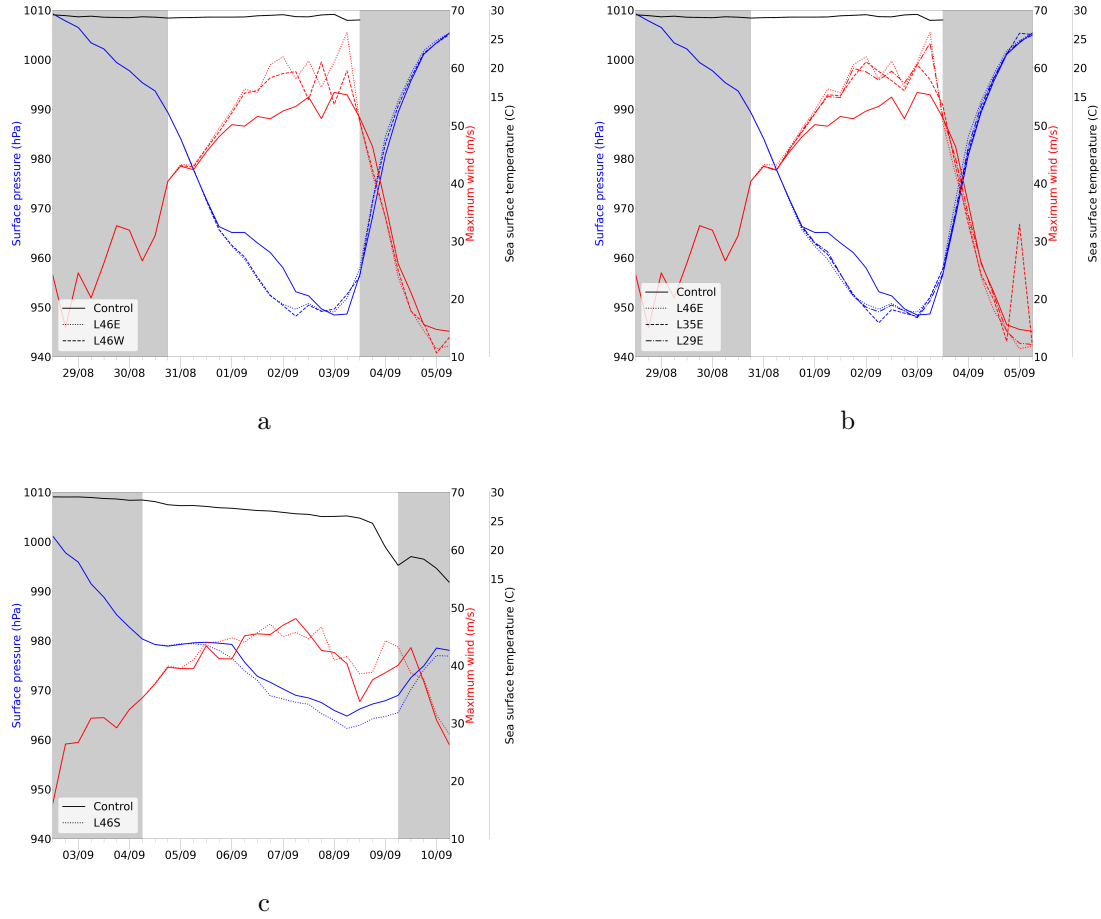 1010
1000
990
980
970
960
950
940
Surface pressure (hPa)
70
60
50
40
30
20
10
Maximum wind (m/s)
30
25
20
15
Sea surface temperature (C)
Control
L46E
L46W
29/08 30/08 31/08 01/09 02/09 03/09 04/09 05/09
a
1010
1000
990
980
970
960
950
940
Surface pressure (hPa)
70
60
50
40
30
20
10
Maximum wind (m/s)
30
25
20
15
Sea surface temperature (C)
Control
L46E
L35E
L29E
29/08 30/08 31/08 01/09 02/09 03/09 04/09 05/09
b
1010
1000
990
980
970
960
950
940
Surface pressure (hPa)
70
60
50
40
30
20
10
Maximum wind (m/s)
30
25
20
15
Sea surface temperature (C)
Control
L46S
03/09 04/09 05/09 06/09 07/09 08/09 09/09 10/09
c